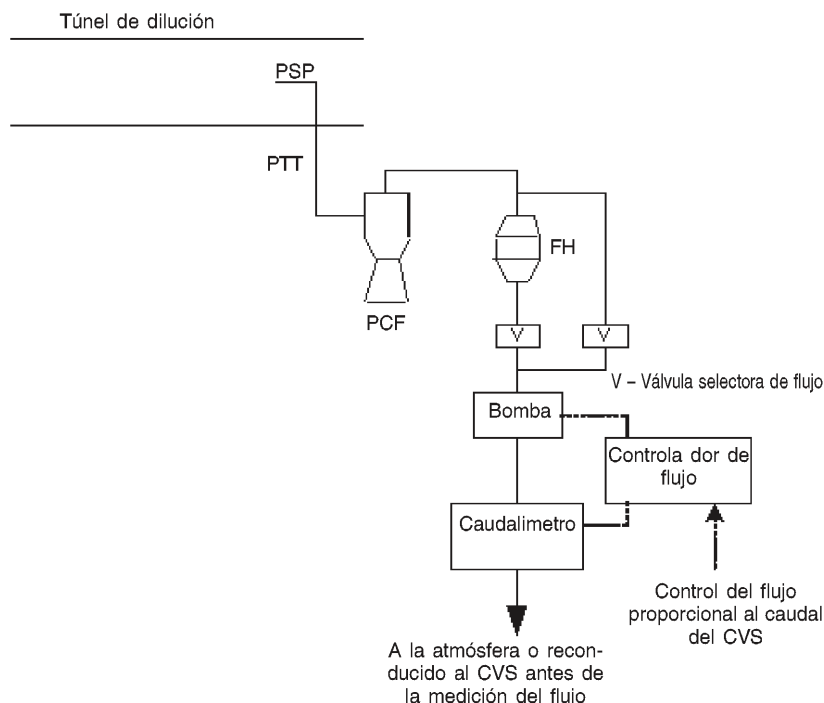 Túnel de dilución
PSP
PTT
FH
PCF
V
V
V – Válvula selectora de flujo
Bomba
Controla dor de
flujo
Caudalimetro
Control del flujo
proporcional al caudal
del CVS
A la atmósfera o recon-
ducido al CVS antes de
la medición del flujo